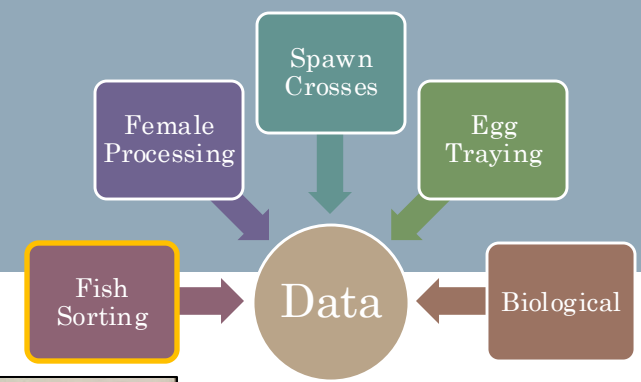 Spawn
Crosses
Female
Processing
Egg
Traying
Fish
Sorting
Data
Biological